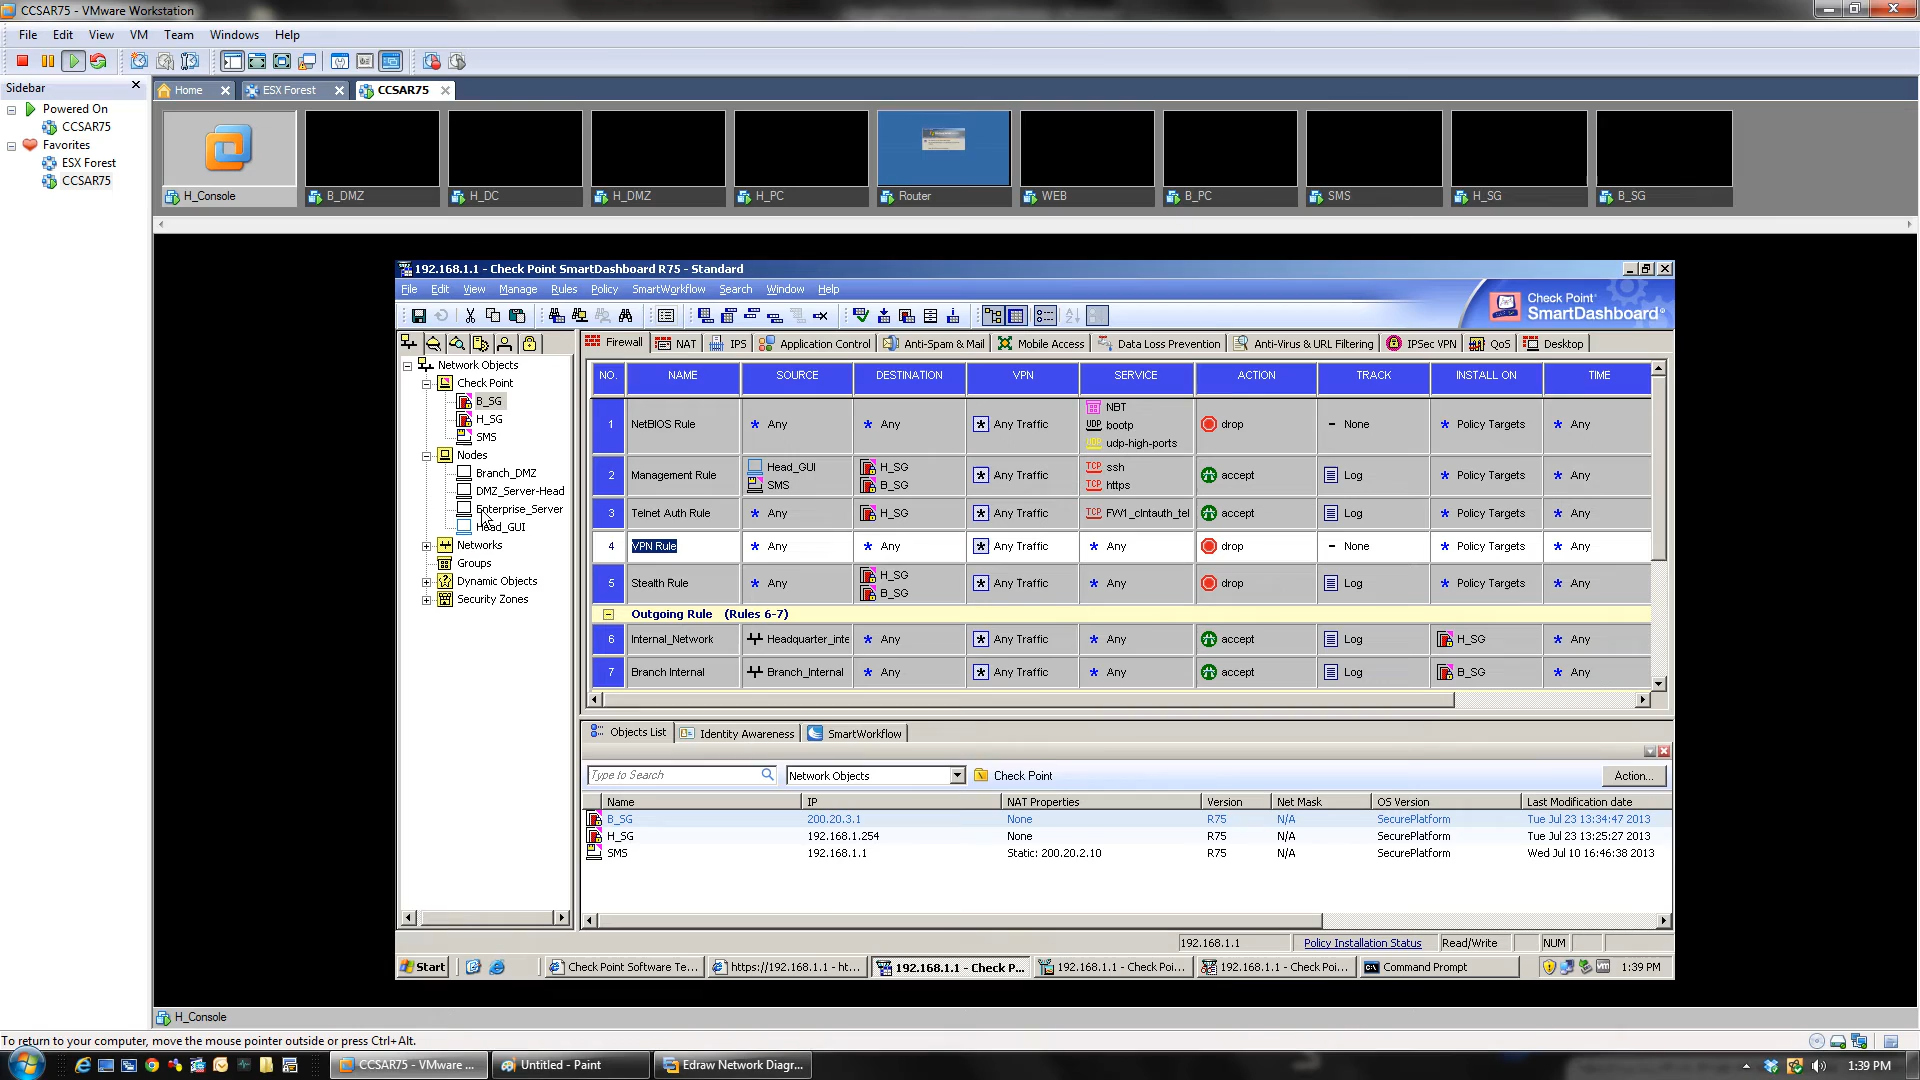 CCSAR75 - VMware Workstation
File Edit View VM Team Windows Help
Sidebar
Powered On
CCSAR75
Favorites
ESX Forest
CCSAR75
Home ESX Forest CCSAR75
H_Console B_DMZ H_DC H_DMZ H_PC Router WEB B_PC SMS H_SG B_SG
192.168.1.1 - Check Point SmartDashboard R75 - Standard
File Edit View Manage Rules Policy SmartWorkflow Search Window Help
Check Point
SmartDashboard
Firewall NAT IPS Application Control Anti-Spam & Mail Mobile Access Data Loss Prevention Anti-Virus & URL Filtering IPSec VPN QoS Desktop
Network Objects
Check Point
B_SG
H_SG
SMS
Nodes
Branch_DMZ
DMZ_Server-Head
Enterprise_Server
Head_GUI
Networks
Groups
Dynamic Objects
Security Zones
NO. NAME SOURCE DESTINATION VPN SERVICE ACTION TRACK INSTALL ON TIME
1 NetBIOS Rule Any Any Any Traffic NBT UDP bootp UDP udp-high-ports drop None Policy Targets Any
2 Management Rule Head_GUI SMS H_SG B_SG Any Traffic TCP ssh TCP https accept Log Policy Targets Any
3 Telnet Auth Rule Any H_SG Any Traffic TCP FW1_clntauth_tel accept Log Policy Targets Any
4 VPN Rule Any Any Any Traffic Any drop None Policy Targets Any
5 Stealth Rule Any H_SG B_SG Any Traffic Any drop Log Policy Targets Any
Outgoing Rule (Rules 6-7)
6 Internal_Network Headquarter_inte Any Any Traffic Any accept Log H_SG Any
7 Branch Internal Branch_Internal Any Any Traffic Any accept Log B_SG Any
Objects List Identity Awareness SmartWorkflow
Type to Search Network Objects Check Point Action...
Name IP NAT Properties Version Net Mask OS Version Last Modification date
B_SG 200.20.3.1 None R75 N/A SecurePlatform Tue Jul 23 13:34:47 2013
H_SG 192.168.1.254 None R75 N/A SecurePlatform Tue Jul 23 13:25:27 2013
SMS 192.168.1.1 Static: 200.20.2.10 R75 N/A SecurePlatform Wed Jul 10 16:46:38 2013
192.168.1.1 Policy Installation Status Read/Write NUM
Start Check Point Software Te... https://192.168.1.1 - ht... 192.168.1.1 - Check P... 192.168.1.1 - Check Poi... 192.168.1.1 - Check Poi... Command Prompt 1:39 PM
H_Console
To return to your computer, move the mouse pointer outside or press Ctrl+Alt.
CCSAR75 - VMware ... Untitled - Paint Edraw Network Diagr... 1:39 PM